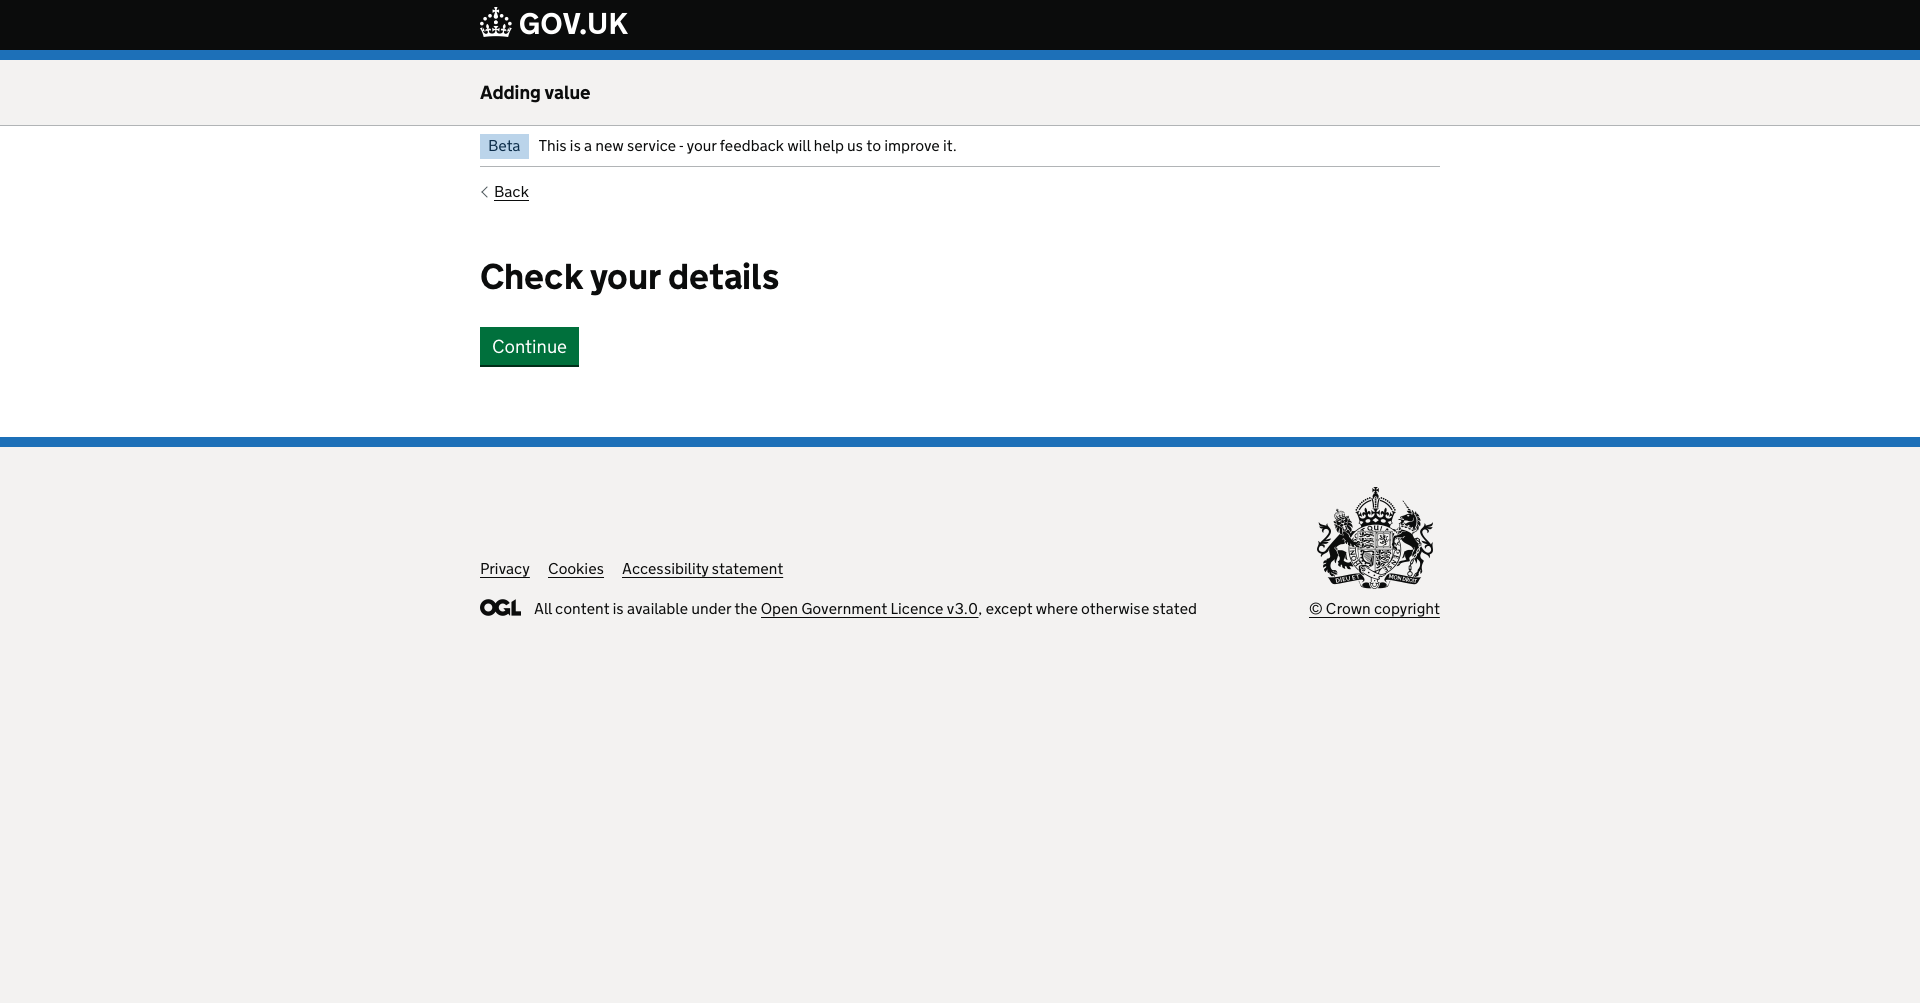 GOV.UK
Adding value
Beta This is a new service - your feedback will help us to improve it.
Back
Check your details
Continue
Privacy Cookies Accessibility statement
QUI
DIEU ET MON DROIT
OGL All content is available under the Open Government Licence v3.0, except where otherwise stated
© Crown copyright